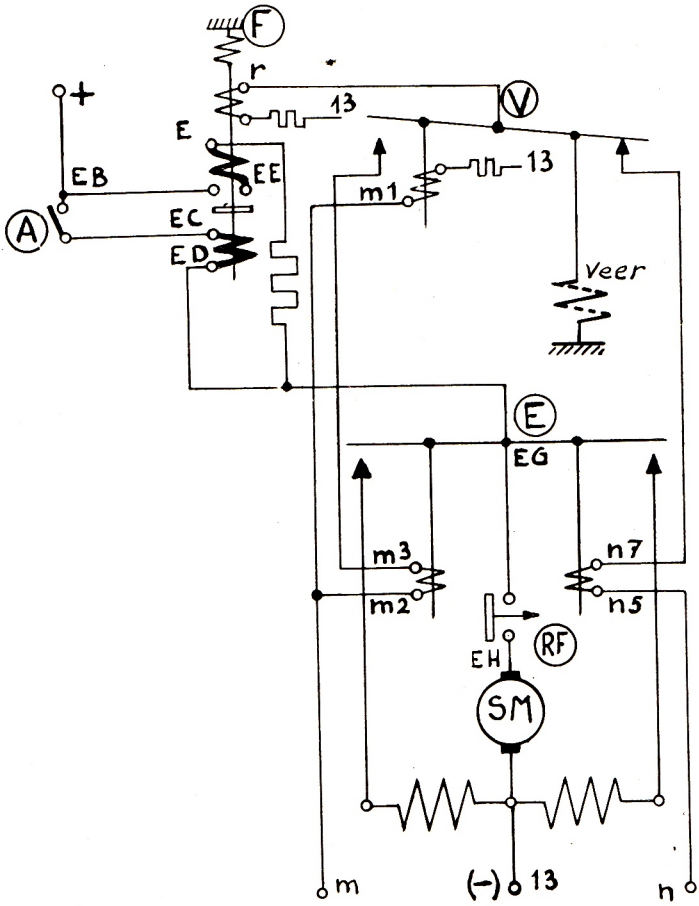 F
r
+
13
V
E
EB
EE
13
m1
A
EC
ED
Veer
E
EG
m3
n7
m2
n5
EH
RF
SM
m
(-) 13
n